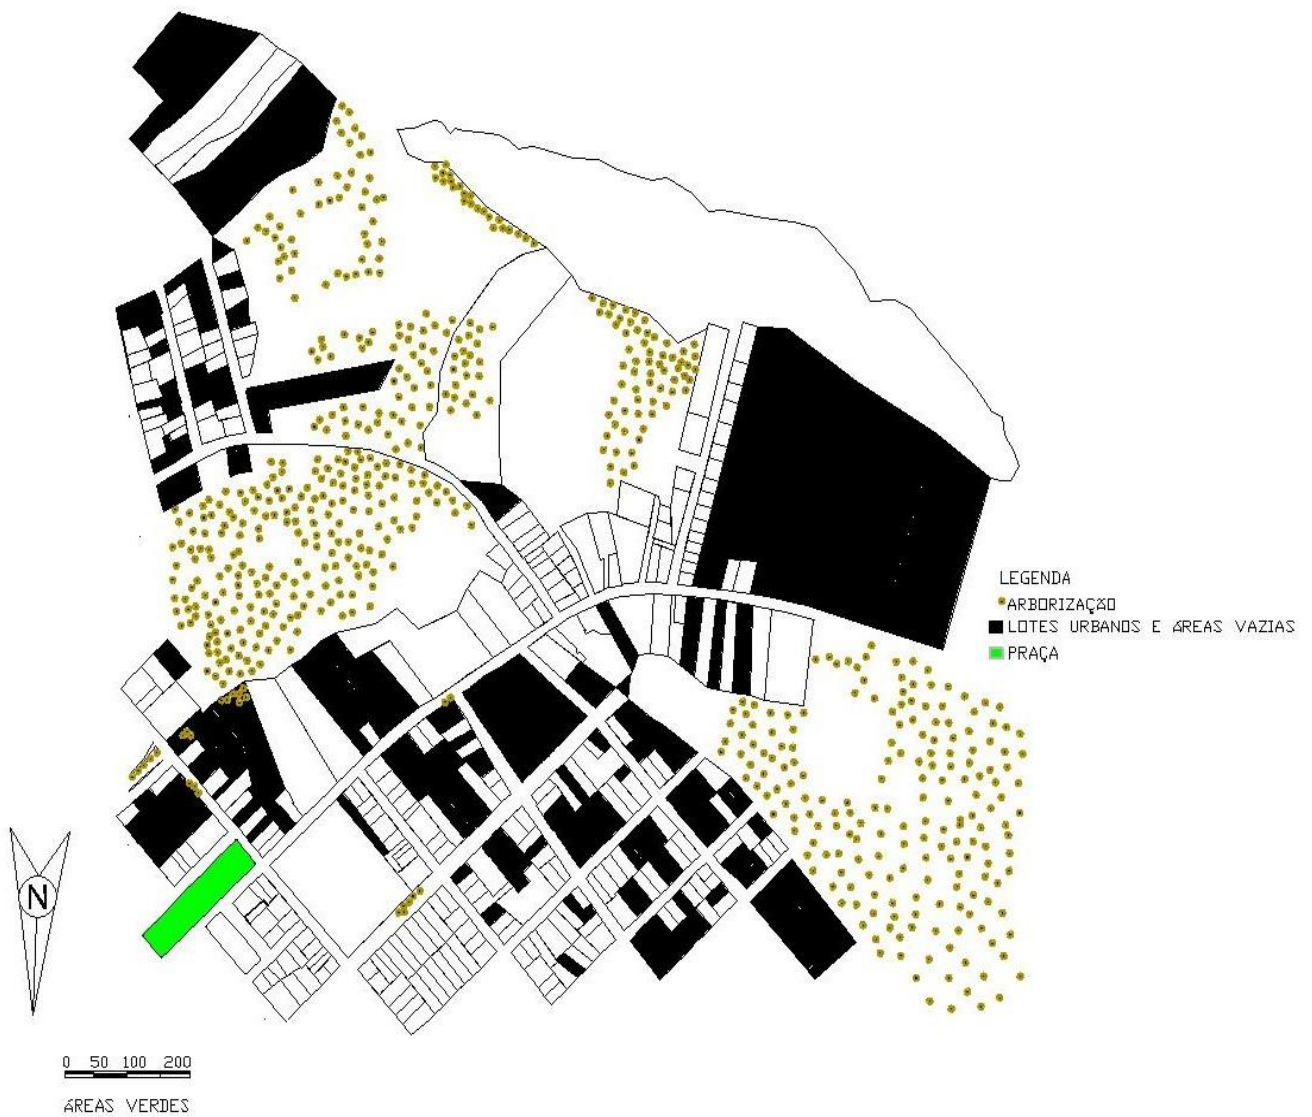 LEGENDA
ARBORIZAÇÃO
LOTES URBANOS E ÁREAS VAZIAS
PRAÇA
N
0 50 100 200
ÁREAS VERDES